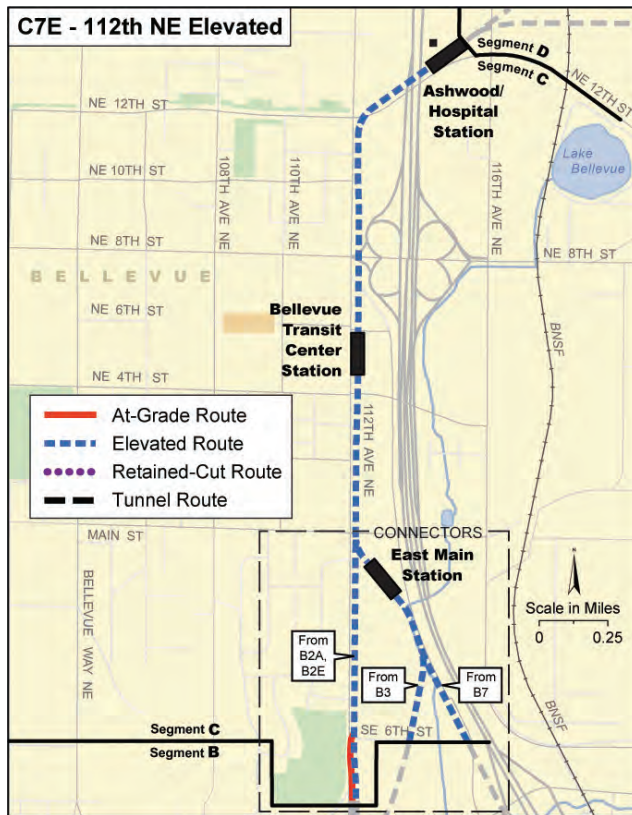 C7E - 112th NE Elevated
Segment D
Segment C
NE 12TH ST
Ashwood/
Hospital
Station
NE 12TH ST
Lake
Bellevue
NE 10TH ST
108TH AVE NE
110TH AVE NE
116TH AVE NE
NE 8TH ST
NE 8TH ST
BELLEVUE
NE 6TH ST
Bellevue
Transit
Center
Station
BNSF
NE 4TH ST
At-Grade Route
Elevated Route
Retained-Cut Route
Tunnel Route
112TH AVE NE
MAIN ST
CONNECTORS
East Main
Station
Scale in Miles
0 0.25
BELLEVUE WAY NE
From
B2A,
B2E
From
B3
From
B7
BNSF
SE 6TH ST
Segment C
Segment B